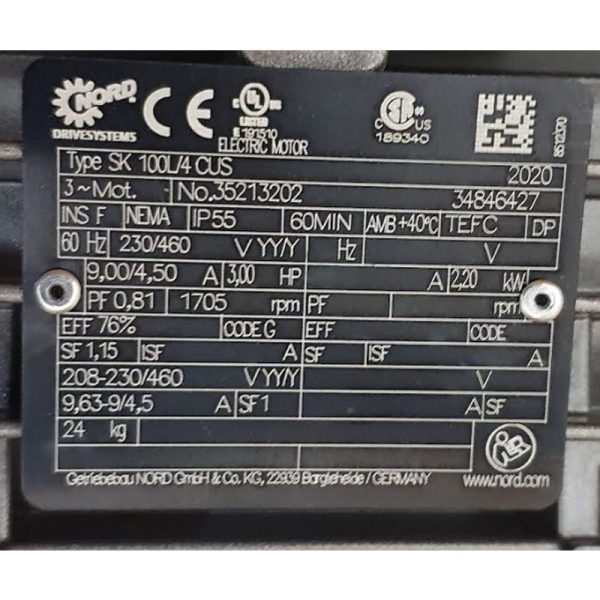 NORD
DRIVESYSTEMS
CE
UL
LISTED
E 191510
ELECTRIC MOTOR
CSA
C US
189340
Type SK 100L/4 CUS 2020
3~Mot. No.35213202 34846427
INS F NEMA IP55 60MIN AMB+40°C TEFC DP
60 Hz 230/460 V YY/Y Hz V
9,00/4,50 A 3,00 HP A 2,20 kW
PF 0,81 1705 rpm PF rpm
EFF 76% CODE G EFF CODE
SF 1,15 ISF A SF ISF A
208-230/460 V YY/Y V
9,63-9/4,5 A SF 1 A SF
24 kg
Getriebebau NORD GmbH & Co. KG, 22939 Bargteheide / GERMANY www.nord.com